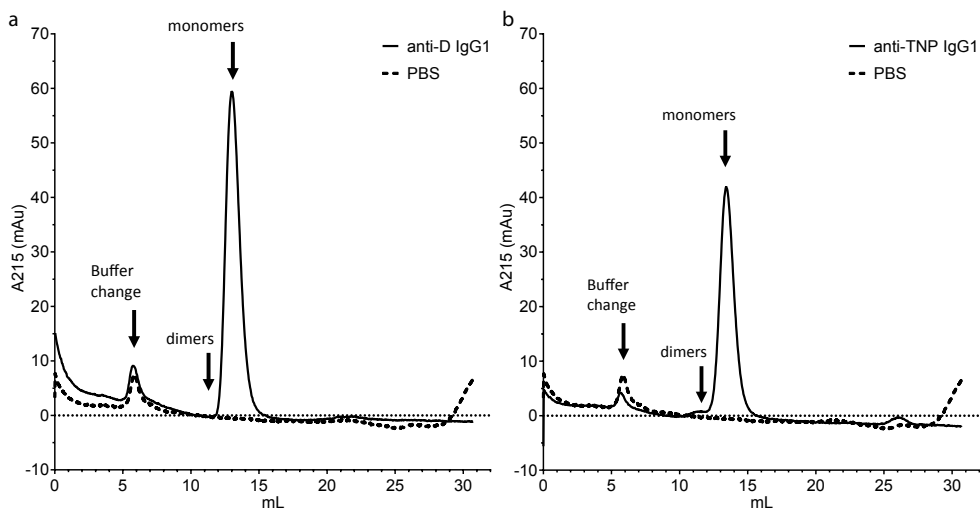 a
70
60
50
40
30
20
10
0
-10
A215 (mAu)
0
5
10
15
20
25
30
mL
monomers
Buffer
change
dimers
anti-D IgG1
PBS
b
70
60
50
40
30
20
10
0
-10
A215 (mAu)
0
5
10
15
20
25
30
mL
monomers
Buffer
change
dimers
anti-TNP IgG1
PBS